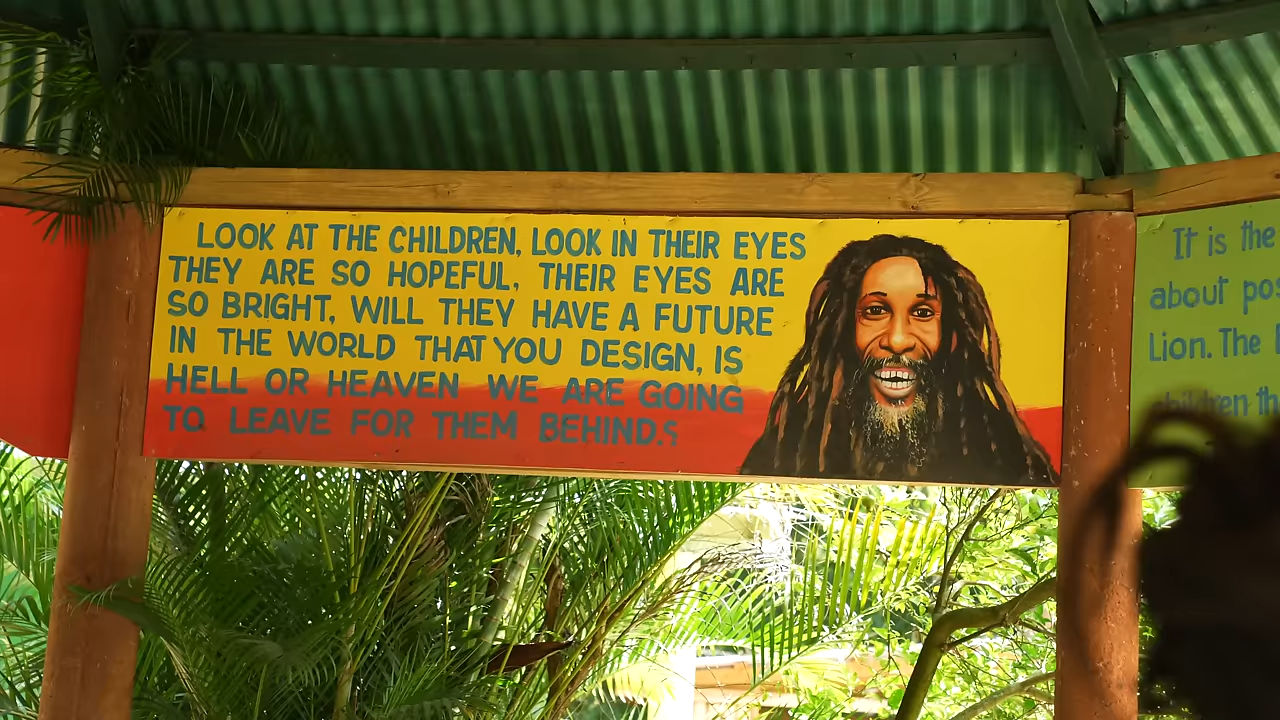 LOOK AT THE CHILDREN, LOOK IN THEIR EYES
THEY ARE SO HOPEFUL, THEIR EYES ARE
SO BRIGHT, WILL THEY HAVE A FUTURE
IN THE WORLD THAT YOU DESIGN, IS
HELL OR HEAVEN WE ARE GOING
TO LEAVE FOR THEM BEHIND.
It is the
about
Lion. The